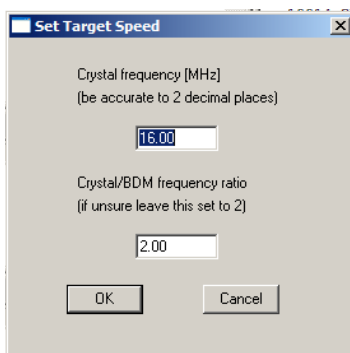 Set Target Speed
Crystal frequency [MHz]
(be accurate to 2 decimal places)
16.00
Crystal/BDM frequency ratio
(if unsure leave this set to 2)
2.00
OK
Cancel